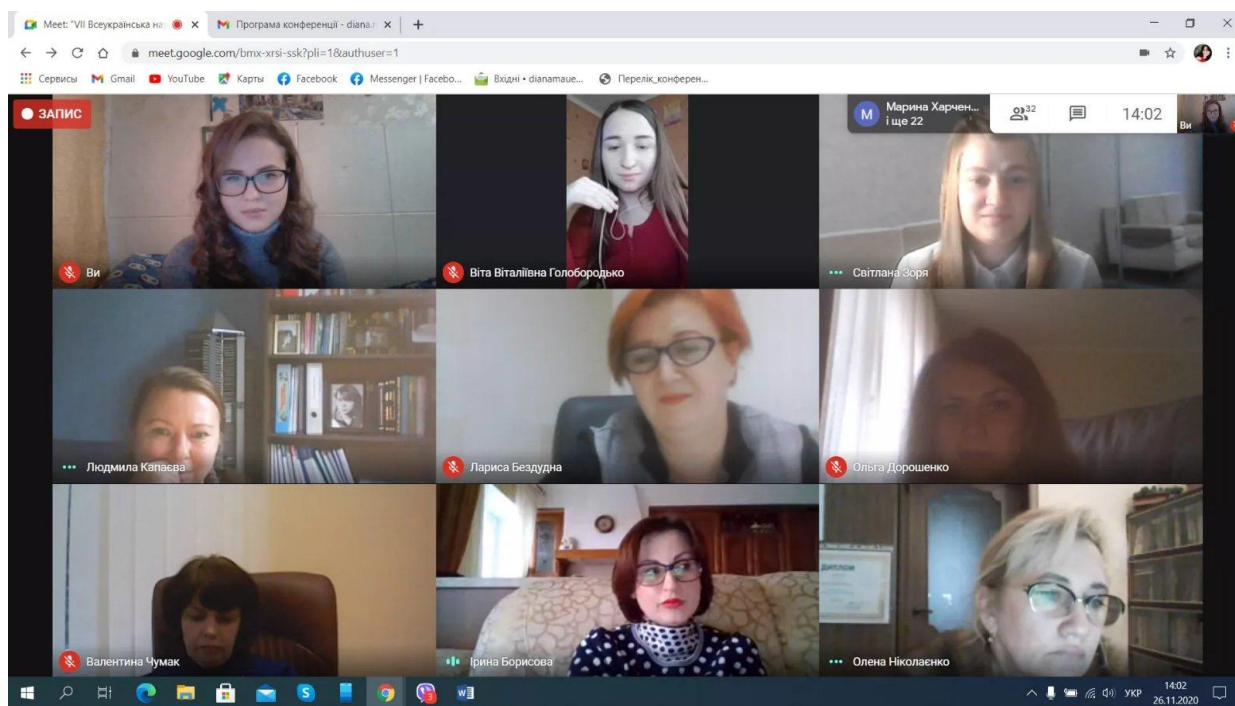 Meet: "VII Всеукраїнська на
Програма конференції - diana.
meet.google.com/bmx-xrsi-ssk?pli=1&authuser=1
Сервисы Gmail YouTube Карты Facebook Messenger | Facebo... Вхідні • dianamaue... Перелік_конферен...
ЗАПИС
M Марина Харчен...
і ще 22
32
14:02
Ви
Ви
Віта Віталіївна Голобородько
Світлана Зоря
Людмила Капаєва
Лариса Бездудна
Ольга Дорошенко
ДИПЛОМ
Валентина Чумак
Ірина Борисова
Олена Ніколаєнко
УКР
14:02
26.11.2020